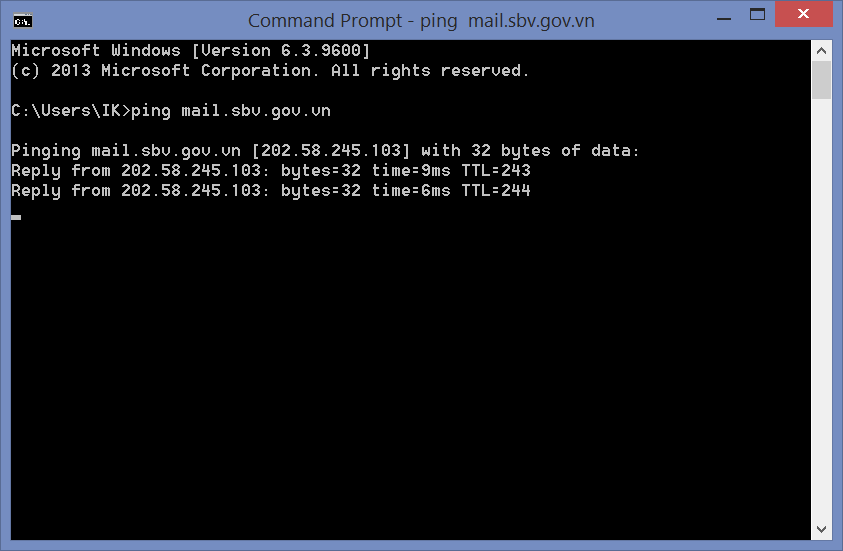 Command Prompt - ping  mail.sbv.gov.vn
Microsoft Windows [Version 6.3.9600]
(c) 2013 Microsoft Corporation. All rights reserved.
C:\Users\IK>ping mail.sbv.gov.vn
Pinging mail.sbv.gov.vn [202.58.245.103] with 32 bytes of data:
Reply from 202.58.245.103: bytes=32 time=9ms TTL=243
Reply from 202.58.245.103: bytes=32 time=6ms TTL=244